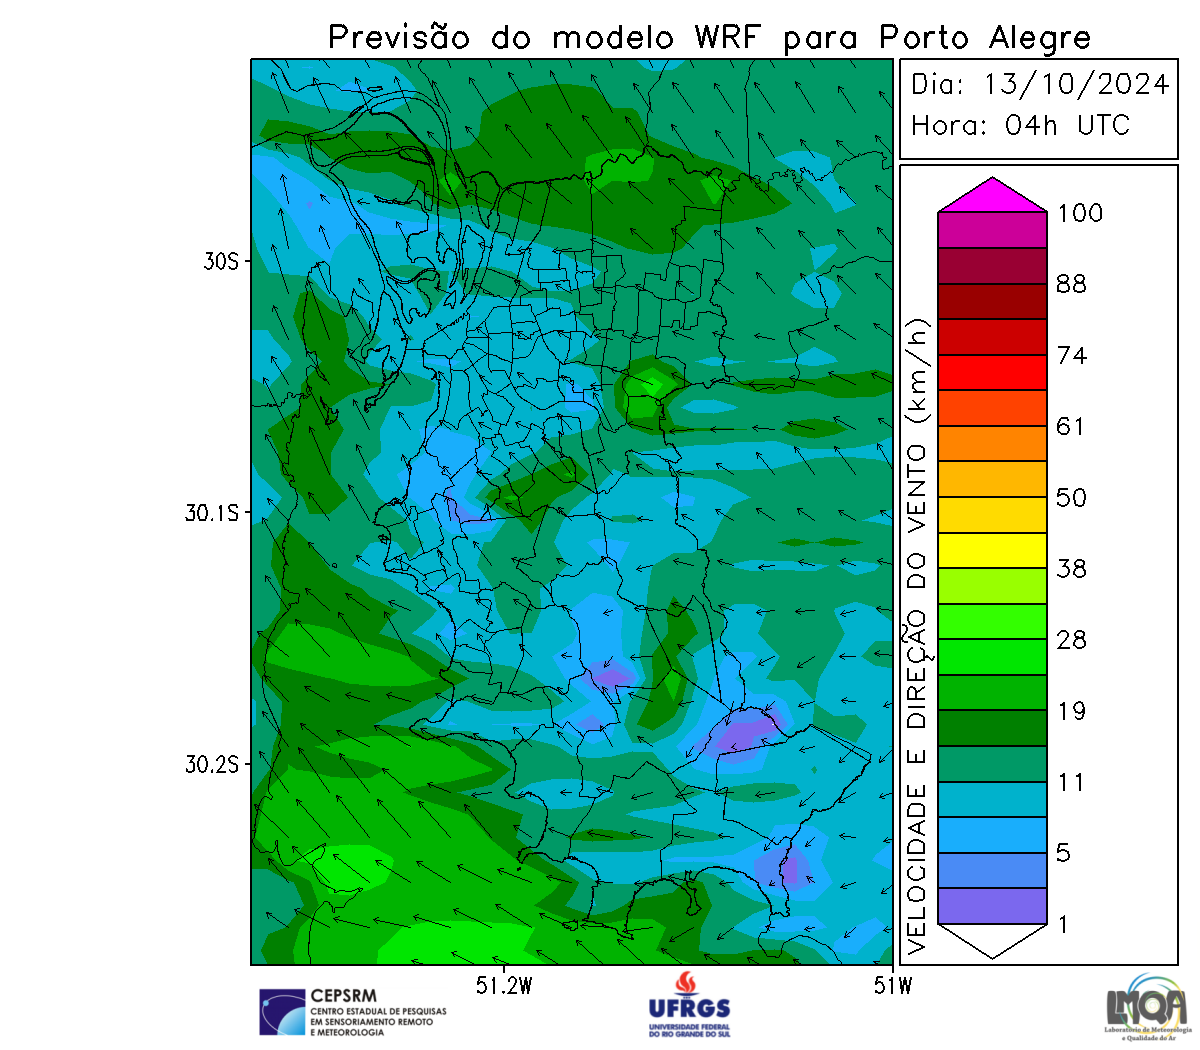 Previsão do modelo WRF para Porto Alegre
Dia: 13/10/2024
Hora: 04h UTC
30S
30.1S
30.2S
51.2W
51W
VELOCIDADE E DIREÇÃO DO VENTO (km/h)
100
88
74
61
50
38
28
19
11
5
1
CEPSRM
CENTRO ESTADUAL DE PESQUISAS
EM SENSORIAMENTO REMOTO
E METEOROLOGIA
UFRGS
UNIVERSIDADE FEDERAL
DO RIO GRANDE DO SUL
LMQA
Laboratório de Meteorologia
e Qualidade do Ar